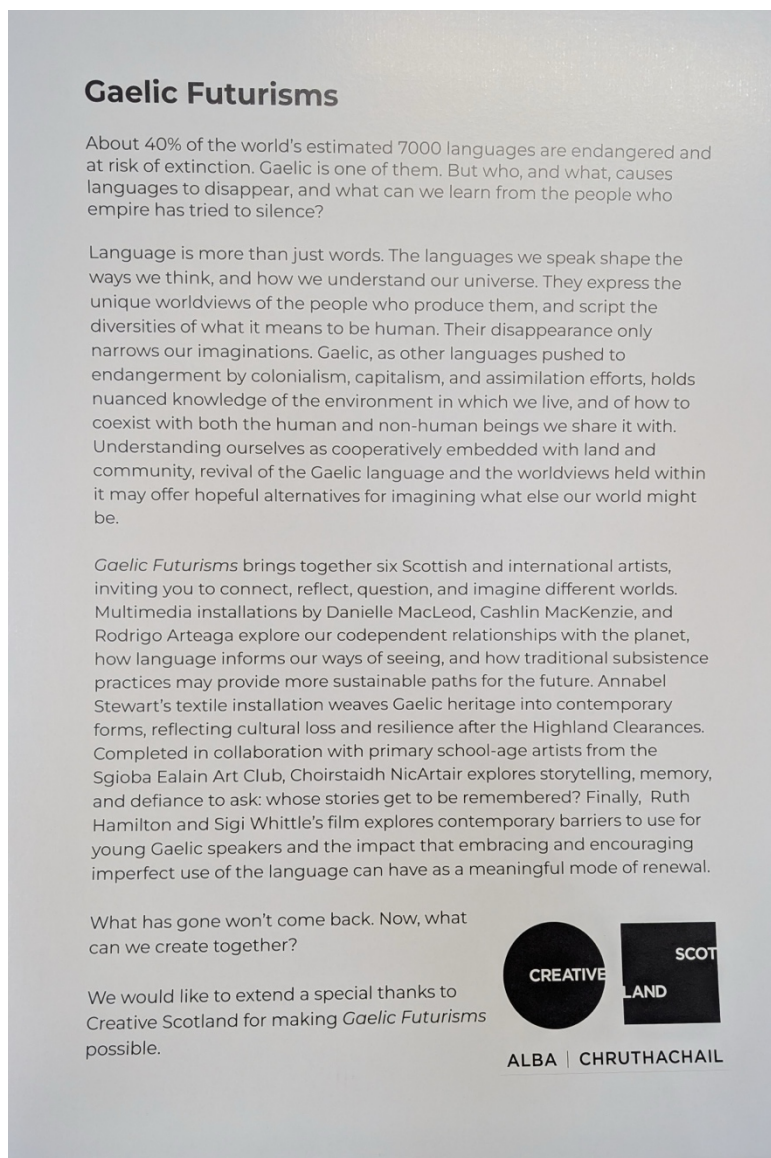 Gaelic Futurisms
About 40% of the world's estimated 7000 languages are endangered and
at risk of extinction. Gaelic is one of them. But who, and what, causes
languages to disappear, and what can we learn from the people who
empire has tried to silence?
Language is more than just words. The languages we speak shape the
ways we think, and how we understand our universe. They express the
unique worldviews of the people who produce them, and script the
diversities of what it means to be human. Their disappearance only
narrows our imaginations. Gaelic, as other languages pushed to
endangerment by colonialism, capitalism, and assimilation efforts, holds
nuanced knowledge of the environment in which we live, and of how to
coexist with both the human and non-human beings we share it with.
Understanding ourselves as cooperatively embedded with land and
community, revival of the Gaelic language and the worldviews held within
it may offer hopeful alternatives for imagining what else our world might
be.
Gaelic Futurisms brings together six Scottish and international artists,
inviting you to connect, reflect, question, and imagine different worlds.
Multimedia installations by Danielle MacLeod, Cashlin MacKenzie, and
Rodrigo Arteaga explore our codependent relationships with the planet,
how language informs our ways of seeing, and how traditional subsistence
practices may provide more sustainable paths for the future. Annabel
Stewart's textile installation weaves Gaelic heritage into contemporary
forms, reflecting cultural loss and resilience after the Highland Clearances.
Completed in collaboration with primary school-age artists from the
Sgioba Ealain Art Club, Choirstaidh NicArtair explores storytelling, memory,
and defiance to ask: whose stories get to be remembered? Finally, Ruth
Hamilton and Sigi Whittle's film explores contemporary barriers to use for
young Gaelic speakers and the impact that embracing and encouraging
imperfect use of the language can have as a meaningful mode of renewal.
What has gone won't come back. Now, what
can we create together?
We would like to extend a special thanks to
Creative Scotland for making Gaelic Futurisms
possible.
CREATIVE SCOT
LAND
ALBA | CHRUTHACHAIL